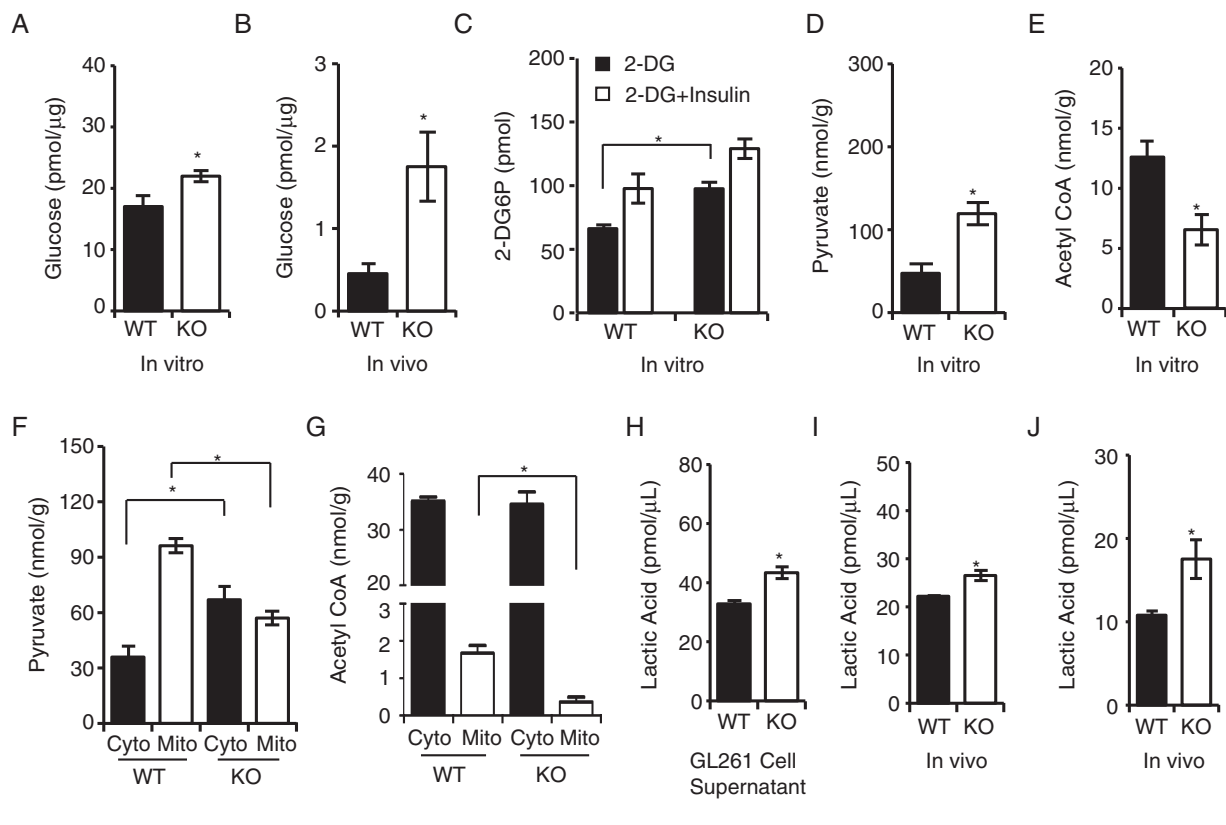 A
Glucose (pmol/µg)
40
30
20
10
0
*
WT KO
In vitro
B
Glucose (pmol/µg)
3
2
1
0
*
WT KO
In vivo
C
2-DG6P (pmol)
200
150
100
50
0
2-DG
2-DG+Insulin
*
WT KO
In vitro
D
Pyruvate (nmol/g)
300
200
100
0
*
WT KO
In vitro
E
Acetyl CoA (nmol/g)
20
15
10
5
0
*
WT KO
In vitro
F
Pyruvate (nmol/g)
150
120
90
60
30
0
*
*
Cyto Mito Cyto Mito
WT KO
G
Acetyl CoA (nmol/g)
40
30
20
3
2
1
0
*
Cyto Mito Cyto Mito
WT KO
H
Lactic Acid (pmol/µL)
80
60
40
20
0
*
WT KO
GL261 Cell
Supernatant
I
Lactic Acid (pmol/µL)
50
40
30
20
10
0
*
WT KO
In vivo
J
Lactic Acid (pmol/µL)
30
20
10
0
*
WT KO
In vivo